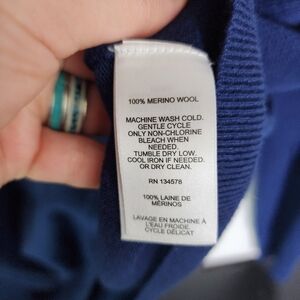 100% MERINO WOOL
MACHINE WASH COLD.
GENTLE CYCLE
ONLY NON-CHLORINE
BLEACH WHEN
NEEDED.
TUMBLE DRY LOW.
COOL IRON IF NEEDED.
OR DRY CLEAN.
RN 134578
100% LAINE DE
MÉRINOS
LAVAGE EN MACHINE À
L'EAU FROIDE.
CYCLE DÉLICAT